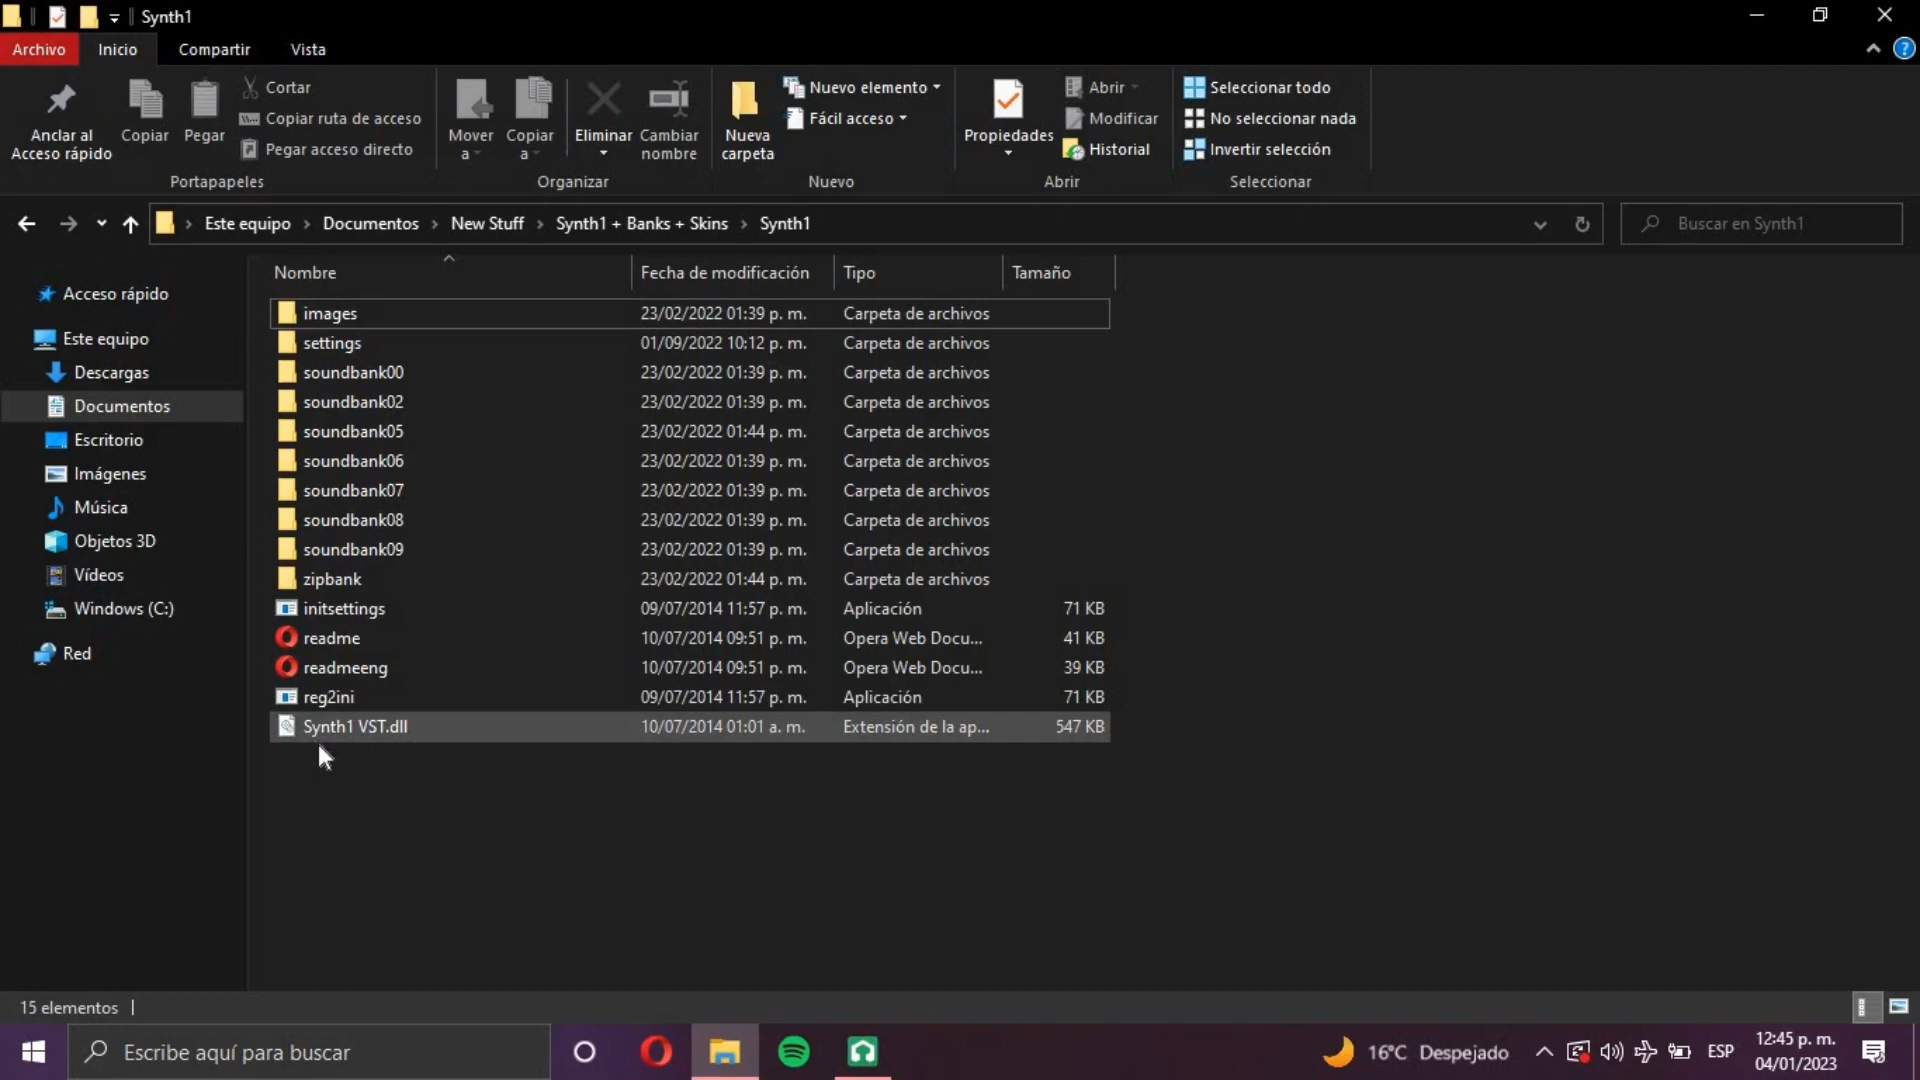 Synth1
Archivo Inicio Compartir Vista
Anclar al Acceso rápido
Copiar
Pegar
Cortar
Copiar ruta de acceso
Pegar acceso directo
Portapapeles
Mover a
Copiar a
Eliminar
Cambiar nombre
Organizar
Nueva carpeta
Nuevo elemento
Fácil acceso
Nuevo
Propiedades
Abrir
Modificar
Historial
Abrir
Seleccionar todo
No seleccionar nada
Invertir selección
Seleccionar
Este equipo > Documentos > New Stuff > Synth1 + Banks + Skins > Synth1
Buscar en Synth1
Acceso rápido
Este equipo
Descargas
Documentos
Escritorio
Imágenes
Música
Objetos 3D
Vídeos
Windows (C:)
Red
Nombre Fecha de modificación Tipo Tamaño
images 23/02/2022 01:39 p. m. Carpeta de archivos
settings 01/09/2022 10:12 p. m. Carpeta de archivos
soundbank00 23/02/2022 01:39 p. m. Carpeta de archivos
soundbank02 23/02/2022 01:39 p. m. Carpeta de archivos
soundbank05 23/02/2022 01:44 p. m. Carpeta de archivos
soundbank06 23/02/2022 01:39 p. m. Carpeta de archivos
soundbank07 23/02/2022 01:39 p. m. Carpeta de archivos
soundbank08 23/02/2022 01:39 p. m. Carpeta de archivos
soundbank09 23/02/2022 01:39 p. m. Carpeta de archivos
zipbank 23/02/2022 01:44 p. m. Carpeta de archivos
initsettings 09/07/2014 11:57 p. m. Aplicación 71 KB
readme 10/07/2014 09:51 p. m. Opera Web Docu... 41 KB
readmeeng 10/07/2014 09:51 p. m. Opera Web Docu... 39 KB
reg2ini 09/07/2014 11:57 p. m. Aplicación 71 KB
Synth1 VST.dll 10/07/2014 01:01 a. m. Extensión de la ap... 547 KB
15 elementos
Escribe aquí para buscar
16°C Despejado
ESP
12:45 p. m.
04/01/2023